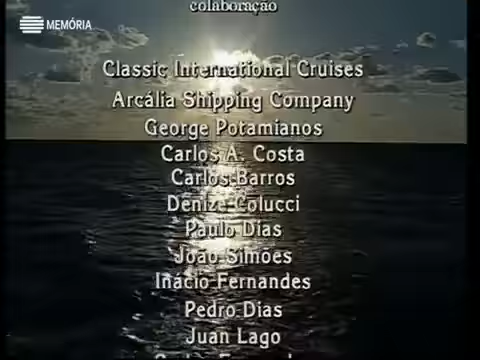 MEMÓRIA
colaboração
Classic International Cruises
Arcália Shipping Company
George Potamianos
Carlos A. Costa
Carlos Barros
Denize Colucci
Paulo Dias
João Simões
Inácio Fernandes
Pedro Dias
Juan Lago